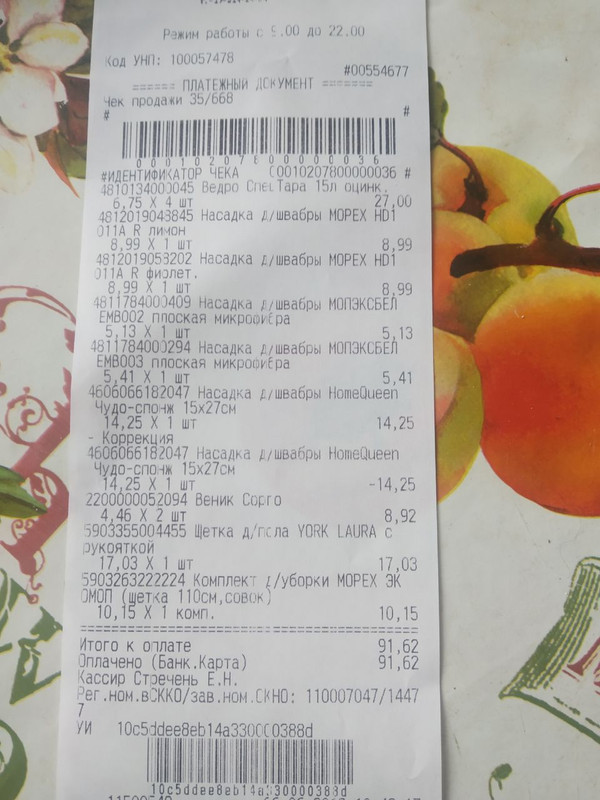 Режим работы с 9.00 до 22.00
Код УНП: 100057478
#00554677
====== ПЛАТЕЖНЫЙ ДОКУМЕНТ =======
Чек продажи 35/668
# #
000102078000000036
#ИДЕНТИФИКАТОР ЧЕКА 00010207800000036 #
4810134000045 Ведро СпецТара 15л оцинк.
6,75 X 4 шт 27,00
4812019043845 Насадка д/швабры МОРЕХ HD1
011A R лимон
8,99 X 1 шт 8,99
4812019053202 Насадка д/швабры МОРЕХ HD1
011A R фиолет.
8,99 X 1 шт 8,99
4811784000409 Насадка д/швабры МОПЭКСБЕЛ
ЕМВ002 плоская микрофибра
5,13 X 1 шт 5,13
4811784000294 Насадка д/швабры МОПЭКСБЕЛ
ЕМВ003 плоская микрофибра
5,41 X 1 шт 5,41
4606066182047 Насадка д/швабры HomeQueen
Чудо-спонж 15x27см
14,25 X 1 шт 14,25
- Коррекция
4606066182047 Насадка д/швабры HomeQueen
Чудо-спонж 15x27см
14,25 X 1 шт -14,25
2200000052094 Веник Сорго
4,46 X 2 шт 8,92
5903355004455 Щетка д/пола YORK LAURA с
рукояткой
17,03 X 1 шт 17,03
5903263222224 Комплект д/уборки МОРЕХ ЭК
ОМОП (щетка 110см,совок)
10,15 X 1 комп. 10,15
Итого к оплате 91,62
Оплачено (Банк.Карта) 91,62
Кассир Стречень Е.Н.
Рег.ном.вСККО/зав.ном.СКНО: 110007047/1447
7
УИ 10c5ddee8eb14a330000388d
10c5ddee8eb14a330000388d